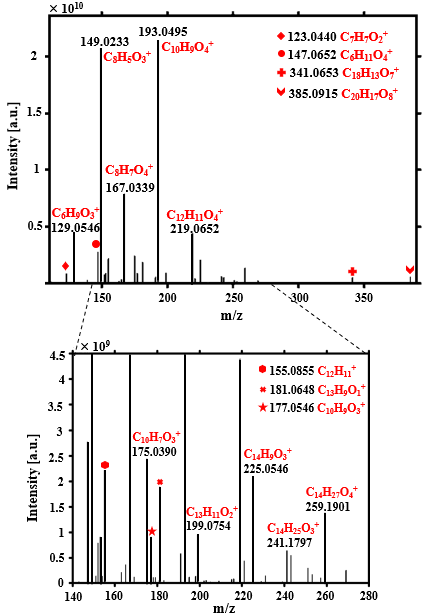 × 10¹⁰
193.0495
149.0233
C₁₀H₉O₄⁺
C₈H₅O₃⁺
123.0440 C₇H₇O₂⁺
147.0652 C₆H₁₁O₄⁺
341.0653 C₁₈H₁₃O₇⁺
385.0915 C₂₀H₁₇O₈⁺
C₈H₇O₄⁺
167.0339
C₆H₉O₃⁺
129.0546
C₁₂H₁₁O₄⁺
219.0652
2
1.5
1
0.5
Intensity [a.u.]
150 200 250 300 350
m/z
× 10⁹
4.5
4
3.5
3
2.5
2
1.5
1
0.5
0
Intensity [a.u.]
155.0855 C₁₂H₁₁⁺
181.0648 C₁₃H₉O₁⁺
177.0546 C₁₀H₉O₃⁺
C₁₀H₇O₃⁺
175.0390
C₁₄H₉O₃⁺
225.0546
C₁₃H₁₁O₂⁺
199.0754
C₁₄H₂₇O₄⁺
259.1901
C₁₄H₂₅O₃⁺
241.1797
140 160 180 200 220 240 260 280
m/z